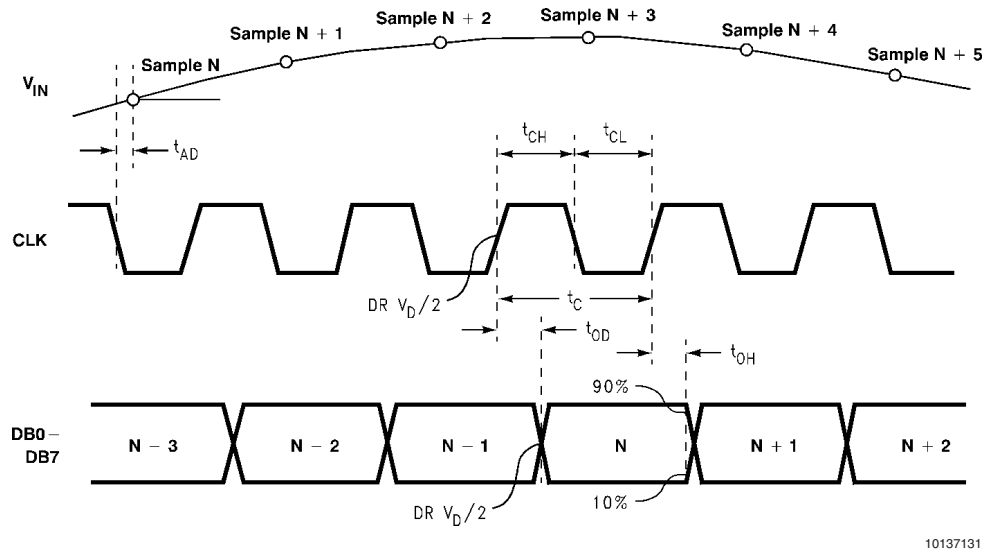 Sample N + 3
Sample N + 2
Sample N + 1
Sample N + 4
Sample N
Sample N + 5
V_IN
t_AD
t_CH
t_CL
CLK
DR V_D/2
t_C
t_OD
t_OH
90%
DB0 –
DB7
N – 3
N – 2
N – 1
N
N + 1
N + 2
DR V_D/2
10%
10137131